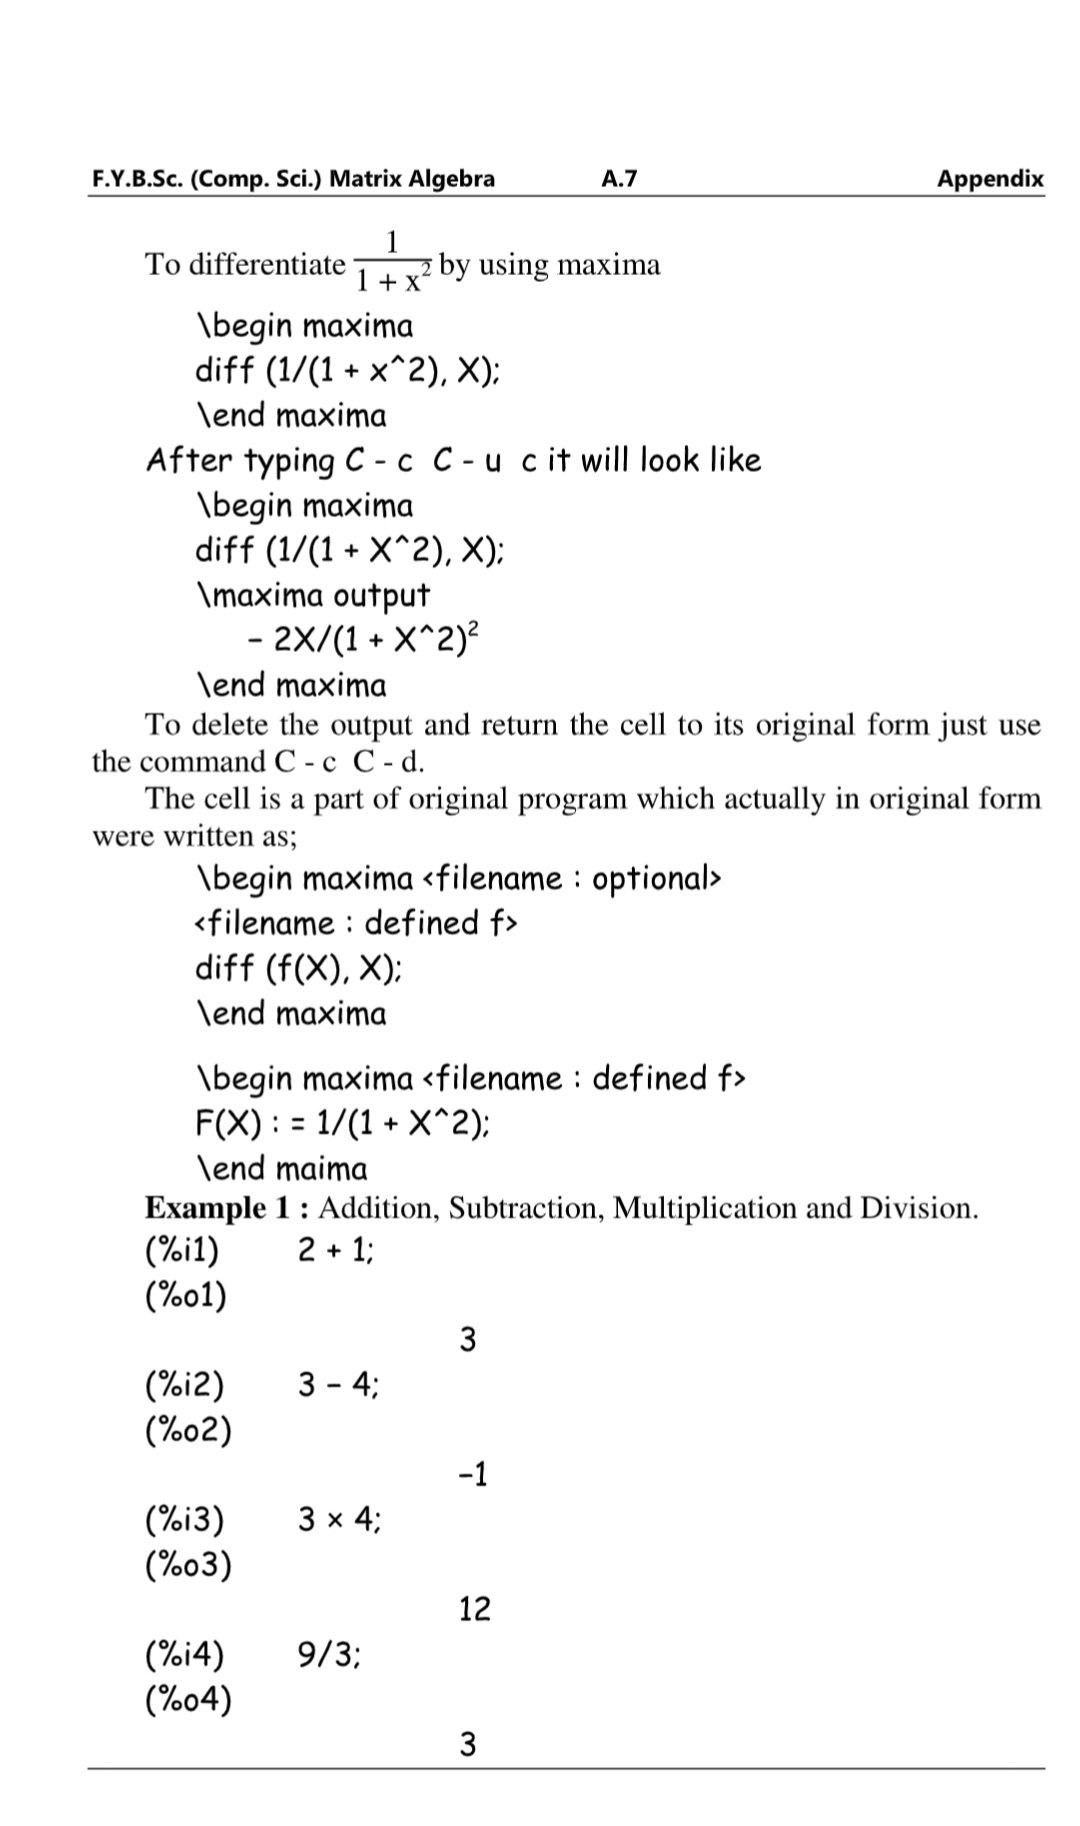 F.Y.B.Sc. (Comp. Sci.) Matrix Algebra A.7 Appendix
To differentiate 1/(1 + x²) by using maxima
\begin maxima
diff (1/(1 + x^2), X);
\end maxima
After typing C - c C - u c it will look like
\begin maxima
diff (1/(1 + X^2), X);
\maxima output
– 2X/(1 + X^2)²
\end maxima
To delete the output and return the cell to its original form just use
the command C - c C - d.
The cell is a part of original program which actually in original form
were written as;
\begin maxima <filename : optional>
<filename : defined f>
diff (f(X), X);
\end maxima
\begin maxima <filename : defined f>
F(X) : = 1/(1 + X^2);
\end maima
Example 1 : Addition, Subtraction, Multiplication and Division.
(%i1) 2 + 1;
(%o1)
3
(%i2) 3 – 4;
(%o2)
–1
(%i3) 3 × 4;
(%o3)
12
(%i4) 9/3;
(%o4)
3